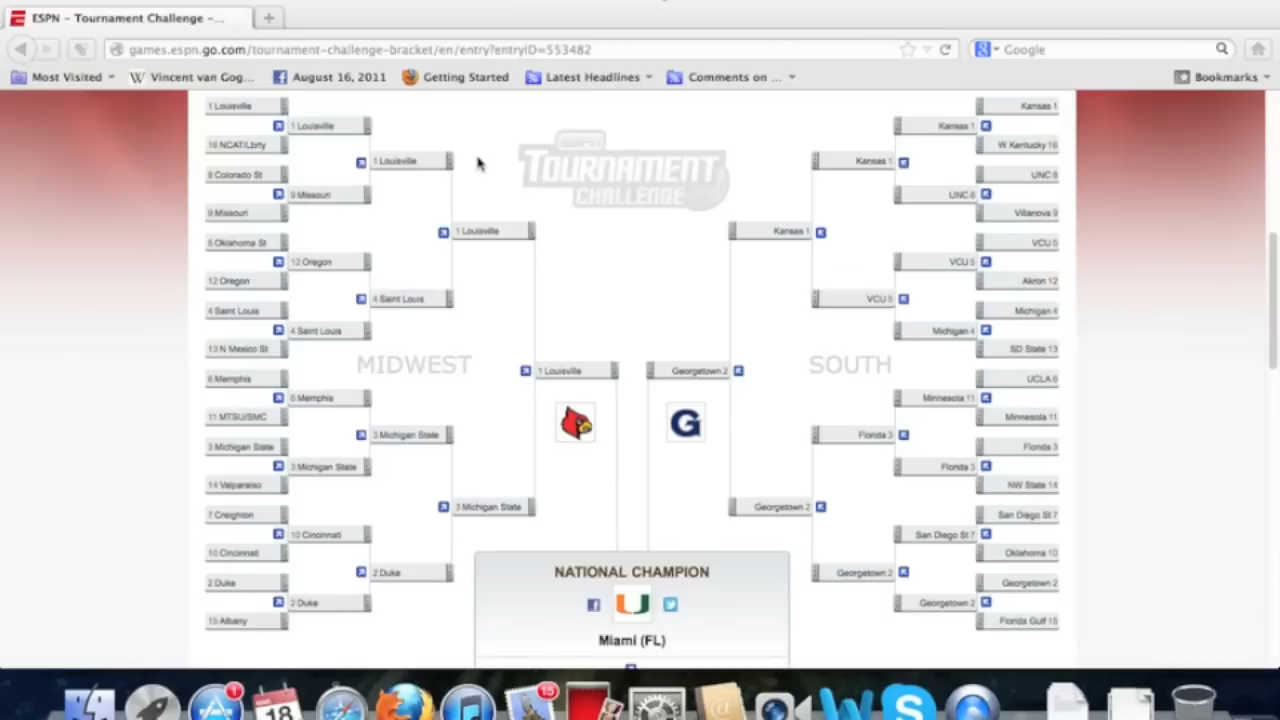 ESPN - Tournament Challenge -...
games.espn.go.com/tournament-challenge-bracket/en/entry?entryID=553482
Google
Most Visited
Vincent van Gog...
August 16, 2011
Getting Started
Latest Headlines
Comments on ...
Bookmarks
1 Louisville
1 Louisville
16 NCAT/Lbrty
1 Louisville
8 Colorado St
9 Missouri
9 Missouri
1 Louisville
5 Oklahoma St
12 Oregon
12 Oregon
4 Saint Louis
4 Saint Louis
4 Saint Louis
13 N Mexico St
MIDWEST
1 Louisville
6 Memphis
6 Memphis
11 MTSU/SMC
3 Michigan State
3 Michigan State
3 Michigan State
14 Valparaiso
3 Michigan State
7 Creighton
10 Cincinnati
10 Cincinnati
2 Duke
2 Duke
2 Duke
15 Albany
TOURNAMENT
CHALLENGE
Kansas 1
Kansas 1
W Kentucky 16
Kansas 1
UNC 8
UNC 8
Villanova 9
Kansas 1
VCU 5
VCU 5
Akron 12
VCU 5
Michigan 4
Michigan 4
SD State 13
SOUTH
Georgetown 2
UCLA 6
Minnesota 11
Minnesota 11
Florida 3
Florida 3
Florida 3
NW State 14
Georgetown 2
San Diego St 7
San Diego St 7
Oklahoma 10
Georgetown 2
Georgetown 2
Georgetown 2
Florida Gulf 15
NATIONAL CHAMPION
Miami (FL)
1
15
18